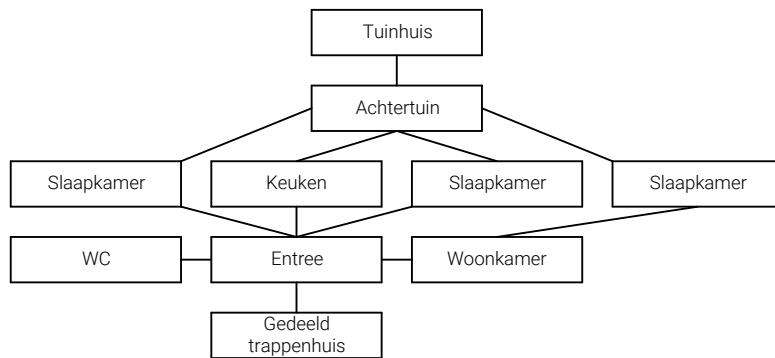 Tuinhuis
Achtertuin
Slaapkamer
Keuken
Slaapkamer
Slaapkamer
WC
Entree
Woonkamer
Gedeeld
trappenhuis